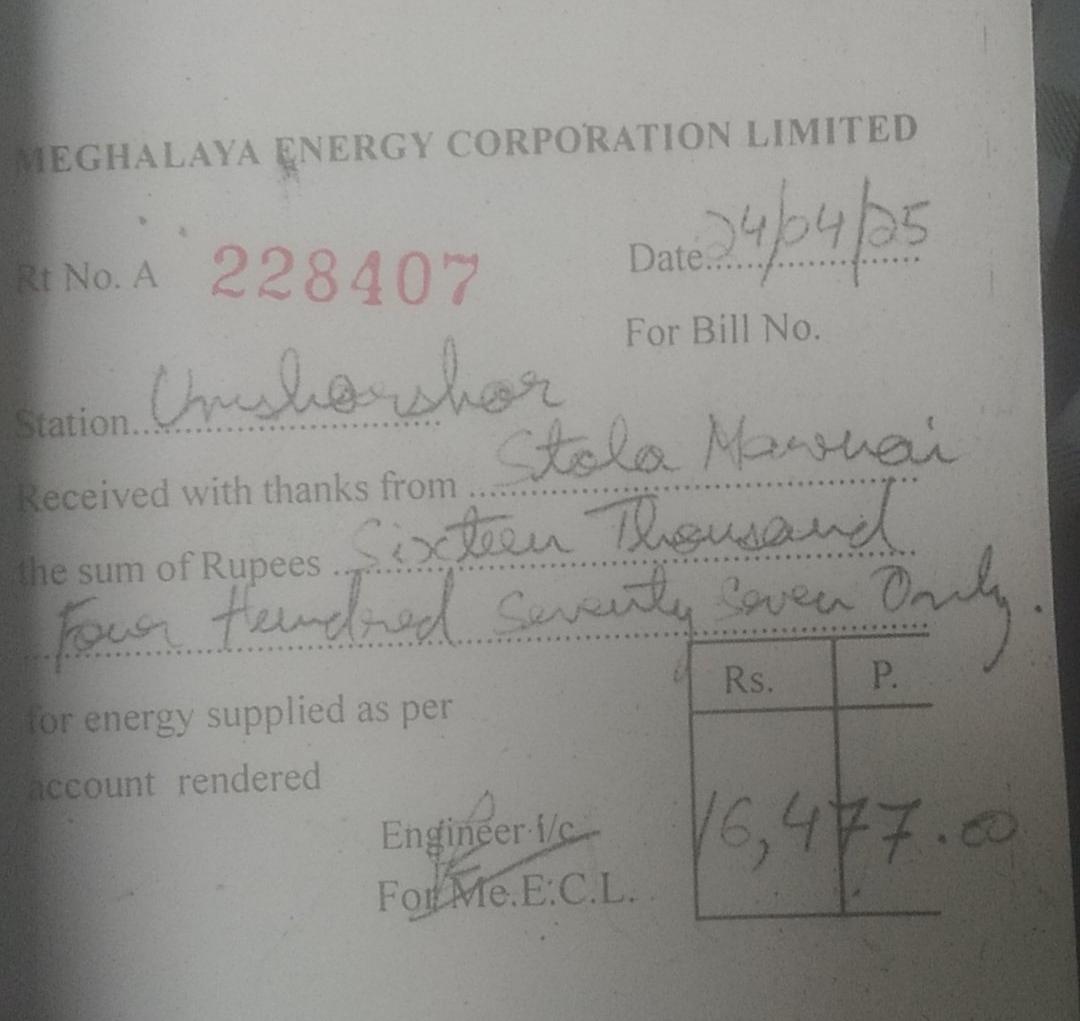 MEGHALAYA ENERGY CORPORATION LIMITED
Rt No. A 228407 Date 24/04/25
For Bill No.
Station Umshorshor
Received with thanks from Stola Mawnai
the sum of Rupees Sixteen Thousand
Four Hundred Seventy Seven Only.
Rs. P.
for energy supplied as per
account rendered
16,477.00
Engineer i/c
For Me.E.C.L.